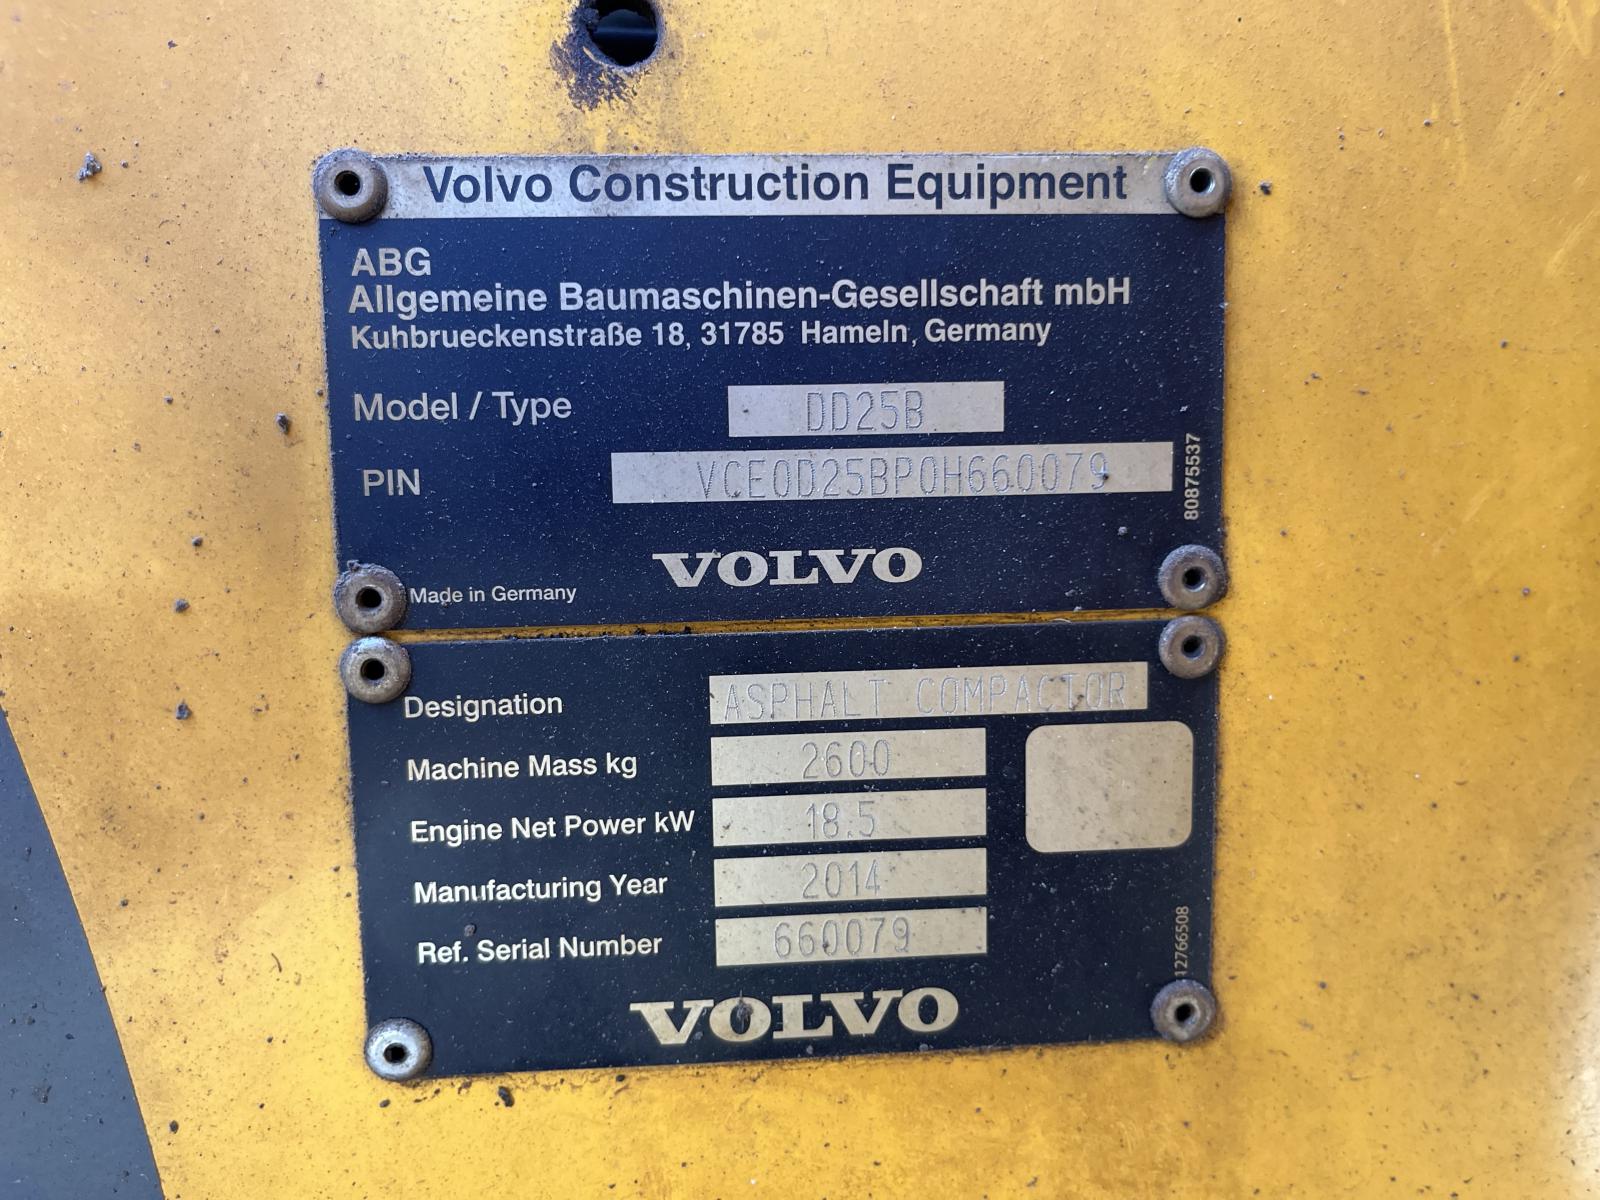 Volvo Construction Equipment
ABG
Allgemeine Baumaschinen-Gesellschaft mbH
Kuhbrueckenstraße 18, 31785 Hameln, Germany
Model / Type DD25B
PIN VCE0D25BP0H660079
80875537
VOLVO
Made in Germany
Designation ASPHALT COMPACTOR
Machine Mass kg 2600
Engine Net Power kW 18.5
Manufacturing Year 2014
Ref. Serial Number 660079
12766508
VOLVO